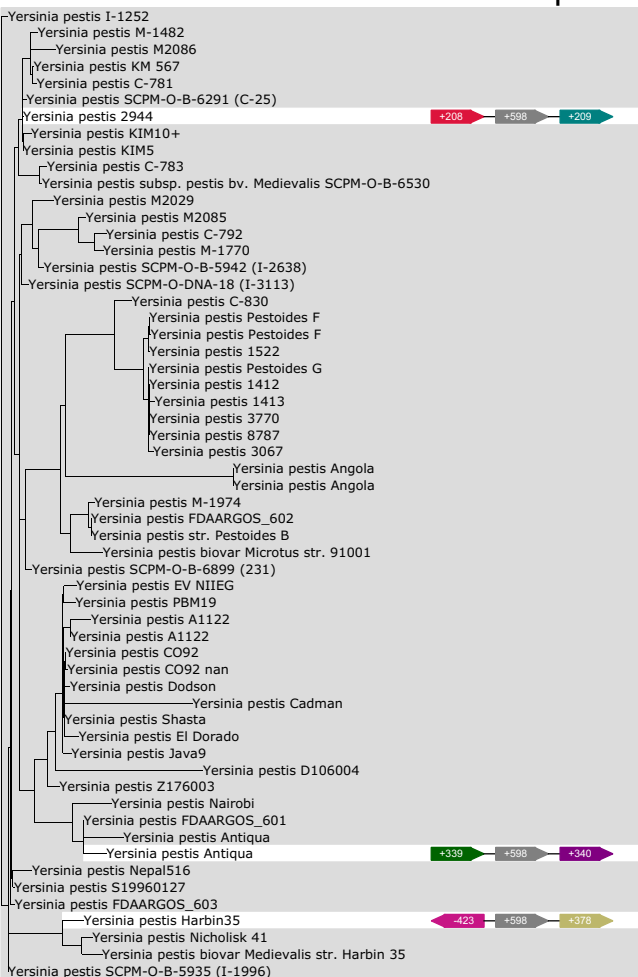 Yersinia pestis I-1252
Yersinia pestis M-1482
Yersinia pestis M2086
Yersinia pestis KM 567
Yersinia pestis C-781
Yersinia pestis SCPM-O-B-6291 (C-25)
Yersinia pestis 2944 +208 +598 +209
Yersinia pestis KIM10+
Yersinia pestis KIM5
Yersinia pestis C-783
Yersinia pestis subsp. pestis bv. Medievalis SCPM-O-B-6530
Yersinia pestis M2029
Yersinia pestis M2085
Yersinia pestis C-792
Yersinia pestis M-1770
Yersinia pestis SCPM-O-B-5942 (I-2638)
Yersinia pestis SCPM-O-DNA-18 (I-3113)
Yersinia pestis C-830
Yersinia pestis Pestoides F
Yersinia pestis Pestoides F
Yersinia pestis 1522
Yersinia pestis Pestoides G
Yersinia pestis 1412
Yersinia pestis 1413
Yersinia pestis 3770
Yersinia pestis 8787
Yersinia pestis 3067
Yersinia pestis Angola
Yersinia pestis Angola
Yersinia pestis M-1974
Yersinia pestis FDAARGOS_602
Yersinia pestis str. Pestoides B
Yersinia pestis biovar Microtus str. 91001
Yersinia pestis SCPM-O-B-6899 (231)
Yersinia pestis EV NIIEG
Yersinia pestis PBM19
Yersinia pestis A1122
Yersinia pestis A1122
Yersinia pestis CO92
Yersinia pestis CO92 nan
Yersinia pestis Dodson
Yersinia pestis Cadman
Yersinia pestis Shasta
Yersinia pestis El Dorado
Yersinia pestis Java9
Yersinia pestis D106004
Yersinia pestis Z176003
Yersinia pestis Nairobi
Yersinia pestis FDAARGOS_601
Yersinia pestis Antiqua
Yersinia pestis Antiqua +339 +598 +340
Yersinia pestis Nepal516
Yersinia pestis S19960127
Yersinia pestis FDAARGOS_603
Yersinia pestis Harbin35 -423 +598 +378
Yersinia pestis Nicholisk 41
Yersinia pestis biovar Medievalis str. Harbin 35
Yersinia pestis SCPM-O-B-5935 (I-1996)